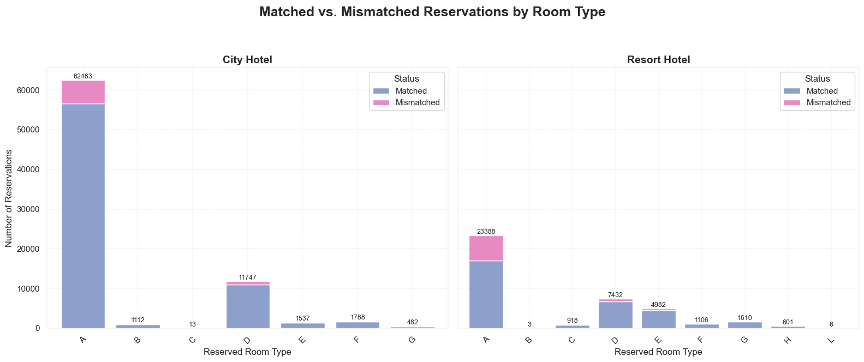 Matched vs. Mismatched Reservations by Room Type
City Hotel
Number of Reservations
60000
50000
40000
30000
20000
10000
0
62483
1112
13
11747
1537
1788
482
Status
Matched
Mismatched
A B C D E F G
Reserved Room Type
Resort Hotel
23388
3
918
7432
4982
1106
1610
601
6
Status
Matched
Mismatched
A B C D E F G H L
Reserved Room Type